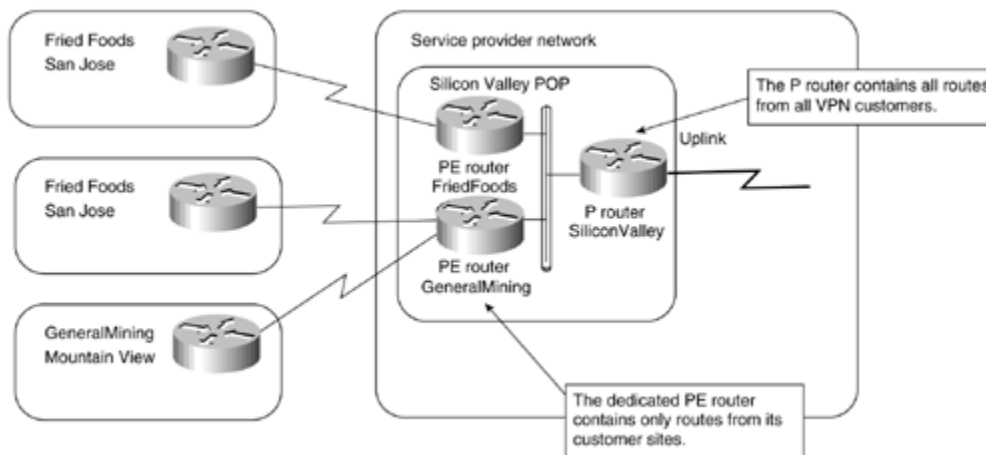 Fried Foods
San Jose
Fried Foods
San Jose
GeneralMining
Mountain View
Service provider network
Silicon Valley POP
PE router
FriedFoods
PE router
GeneralMining
P router
SiliconValley
Uplink
The P router contains all routes
from all VPN customers.
The dedicated PE router
contains only routes from its
customer sites.